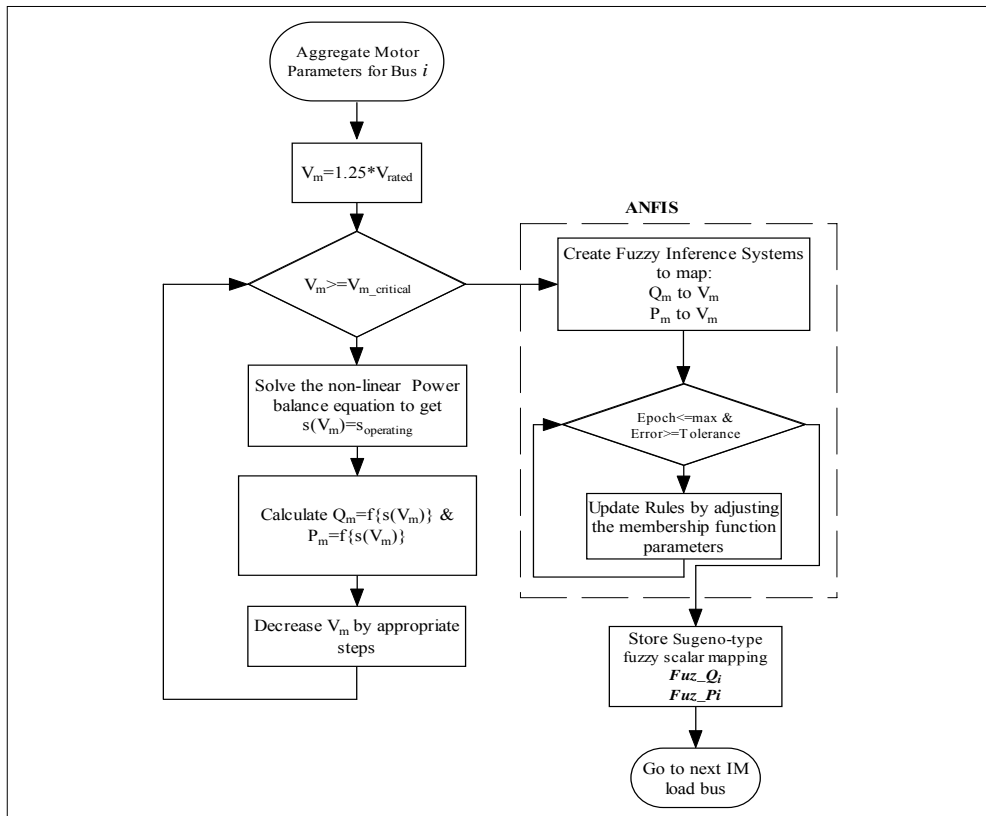 Aggregate Motor
Parameters for Bus i
Vm=1.25*Vrated
Vm>=Vm_critical
Solve the non-linear Power
balance equation to get
s(Vm)=soperating
Calculate Qm=f{s(Vm)} &
Pm=f{s(Vm)}
Decrease Vm by appropriate
steps
ANFIS
Create Fuzzy Inference Systems
to map:
Qm to Vm
Pm to Vm
Epoch<=max &
Error>=Tolerance
Update Rules by adjusting
the membership function
parameters
Store Sugeno-type
fuzzy scalar mapping
Fuz_Qi
Fuz_Pi
Go to next IM
load bus